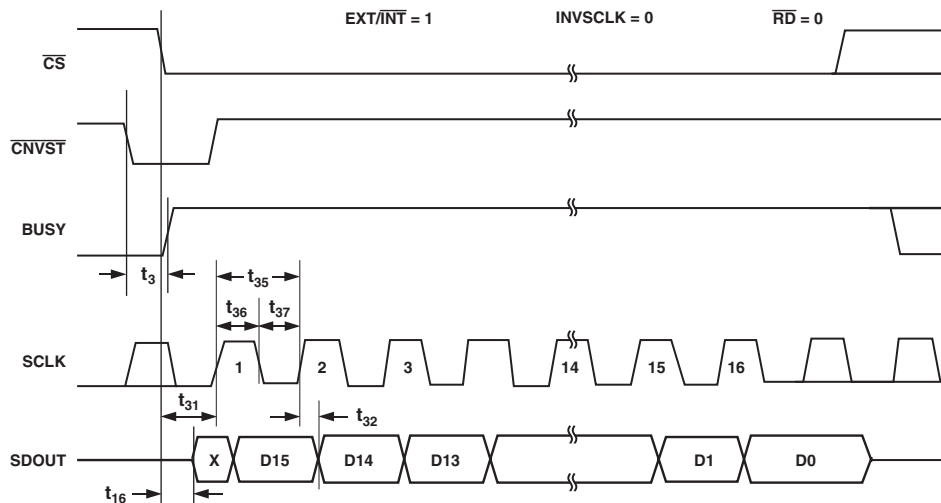 EXT/INT = 1 INVSCLK = 0 RD = 0
CS
CNVST
BUSY
t3
t35
t36 t37
SCLK
1 2 3 14 15 16
t31
t32
SDOUT
X D15 D14 D13 D1 D0
t16